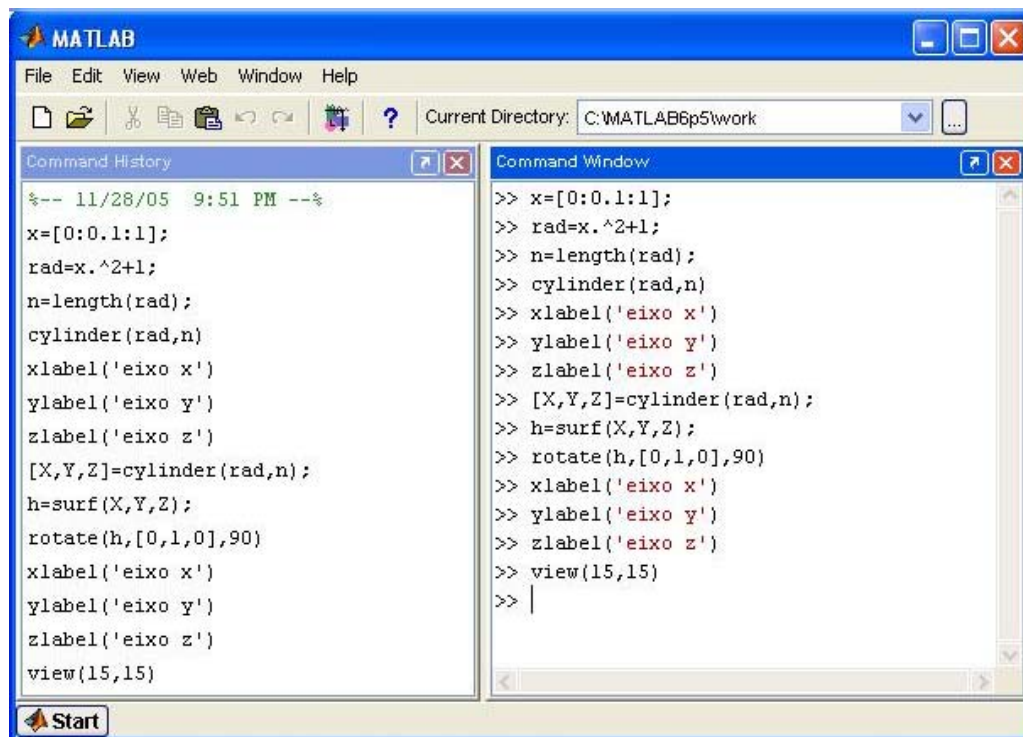 MATLAB
File Edit View Web Window Help
? Current Directory: C:\MATLAB6p5\work ...
Command History
%-- 11/28/05 9:51 PM --%
x=[0:0.1:1];
rad=x.^2+1;
n=length(rad);
cylinder(rad,n)
xlabel('eixo x')
ylabel('eixo y')
zlabel('eixo z')
[X,Y,Z]=cylinder(rad,n);
h=surf(X,Y,Z);
rotate(h,[0,1,0],90)
xlabel('eixo x')
ylabel('eixo y')
zlabel('eixo z')
view(15,15)
Command Window
>> x=[0:0.1:1];
>> rad=x.^2+1;
>> n=length(rad);
>> cylinder(rad,n)
>> xlabel('eixo x')
>> ylabel('eixo y')
>> zlabel('eixo z')
>> [X,Y,Z]=cylinder(rad,n);
>> h=surf(X,Y,Z);
>> rotate(h,[0,1,0],90)
>> xlabel('eixo x')
>> ylabel('eixo y')
>> zlabel('eixo z')
>> view(15,15)
>>
Start